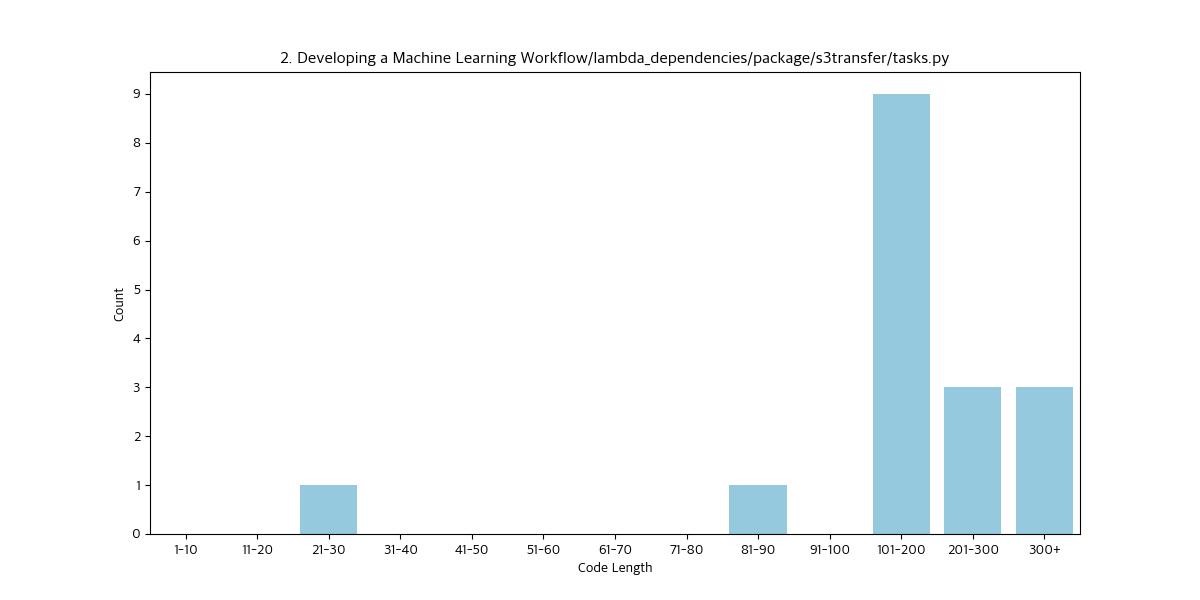 2. Developing a Machine Learning Workflow/lambda_dependencies/package/s3transfer/tasks.py
9
8
7
6
5
4
3
2
1
0
Count
1-10 11-20 21-30 31-40 41-50 51-60 61-70 71-80 81-90 91-100 101-200 201-300 300+
Code Length